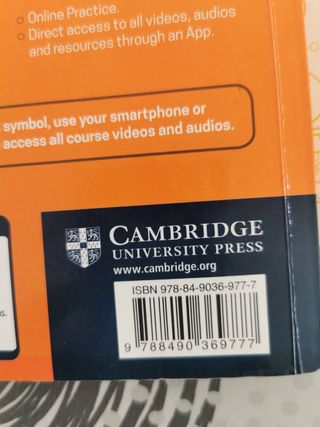 Online Practice.
Direct access to all videos, audios
and resources through an App.
symbol, use your smartphone or
access all course videos and audios.
CAMBRIDGE
UNIVERSITY PRESS
www.cambridge.org
ISBN 978-84-9036-977-7
9 788490 369777